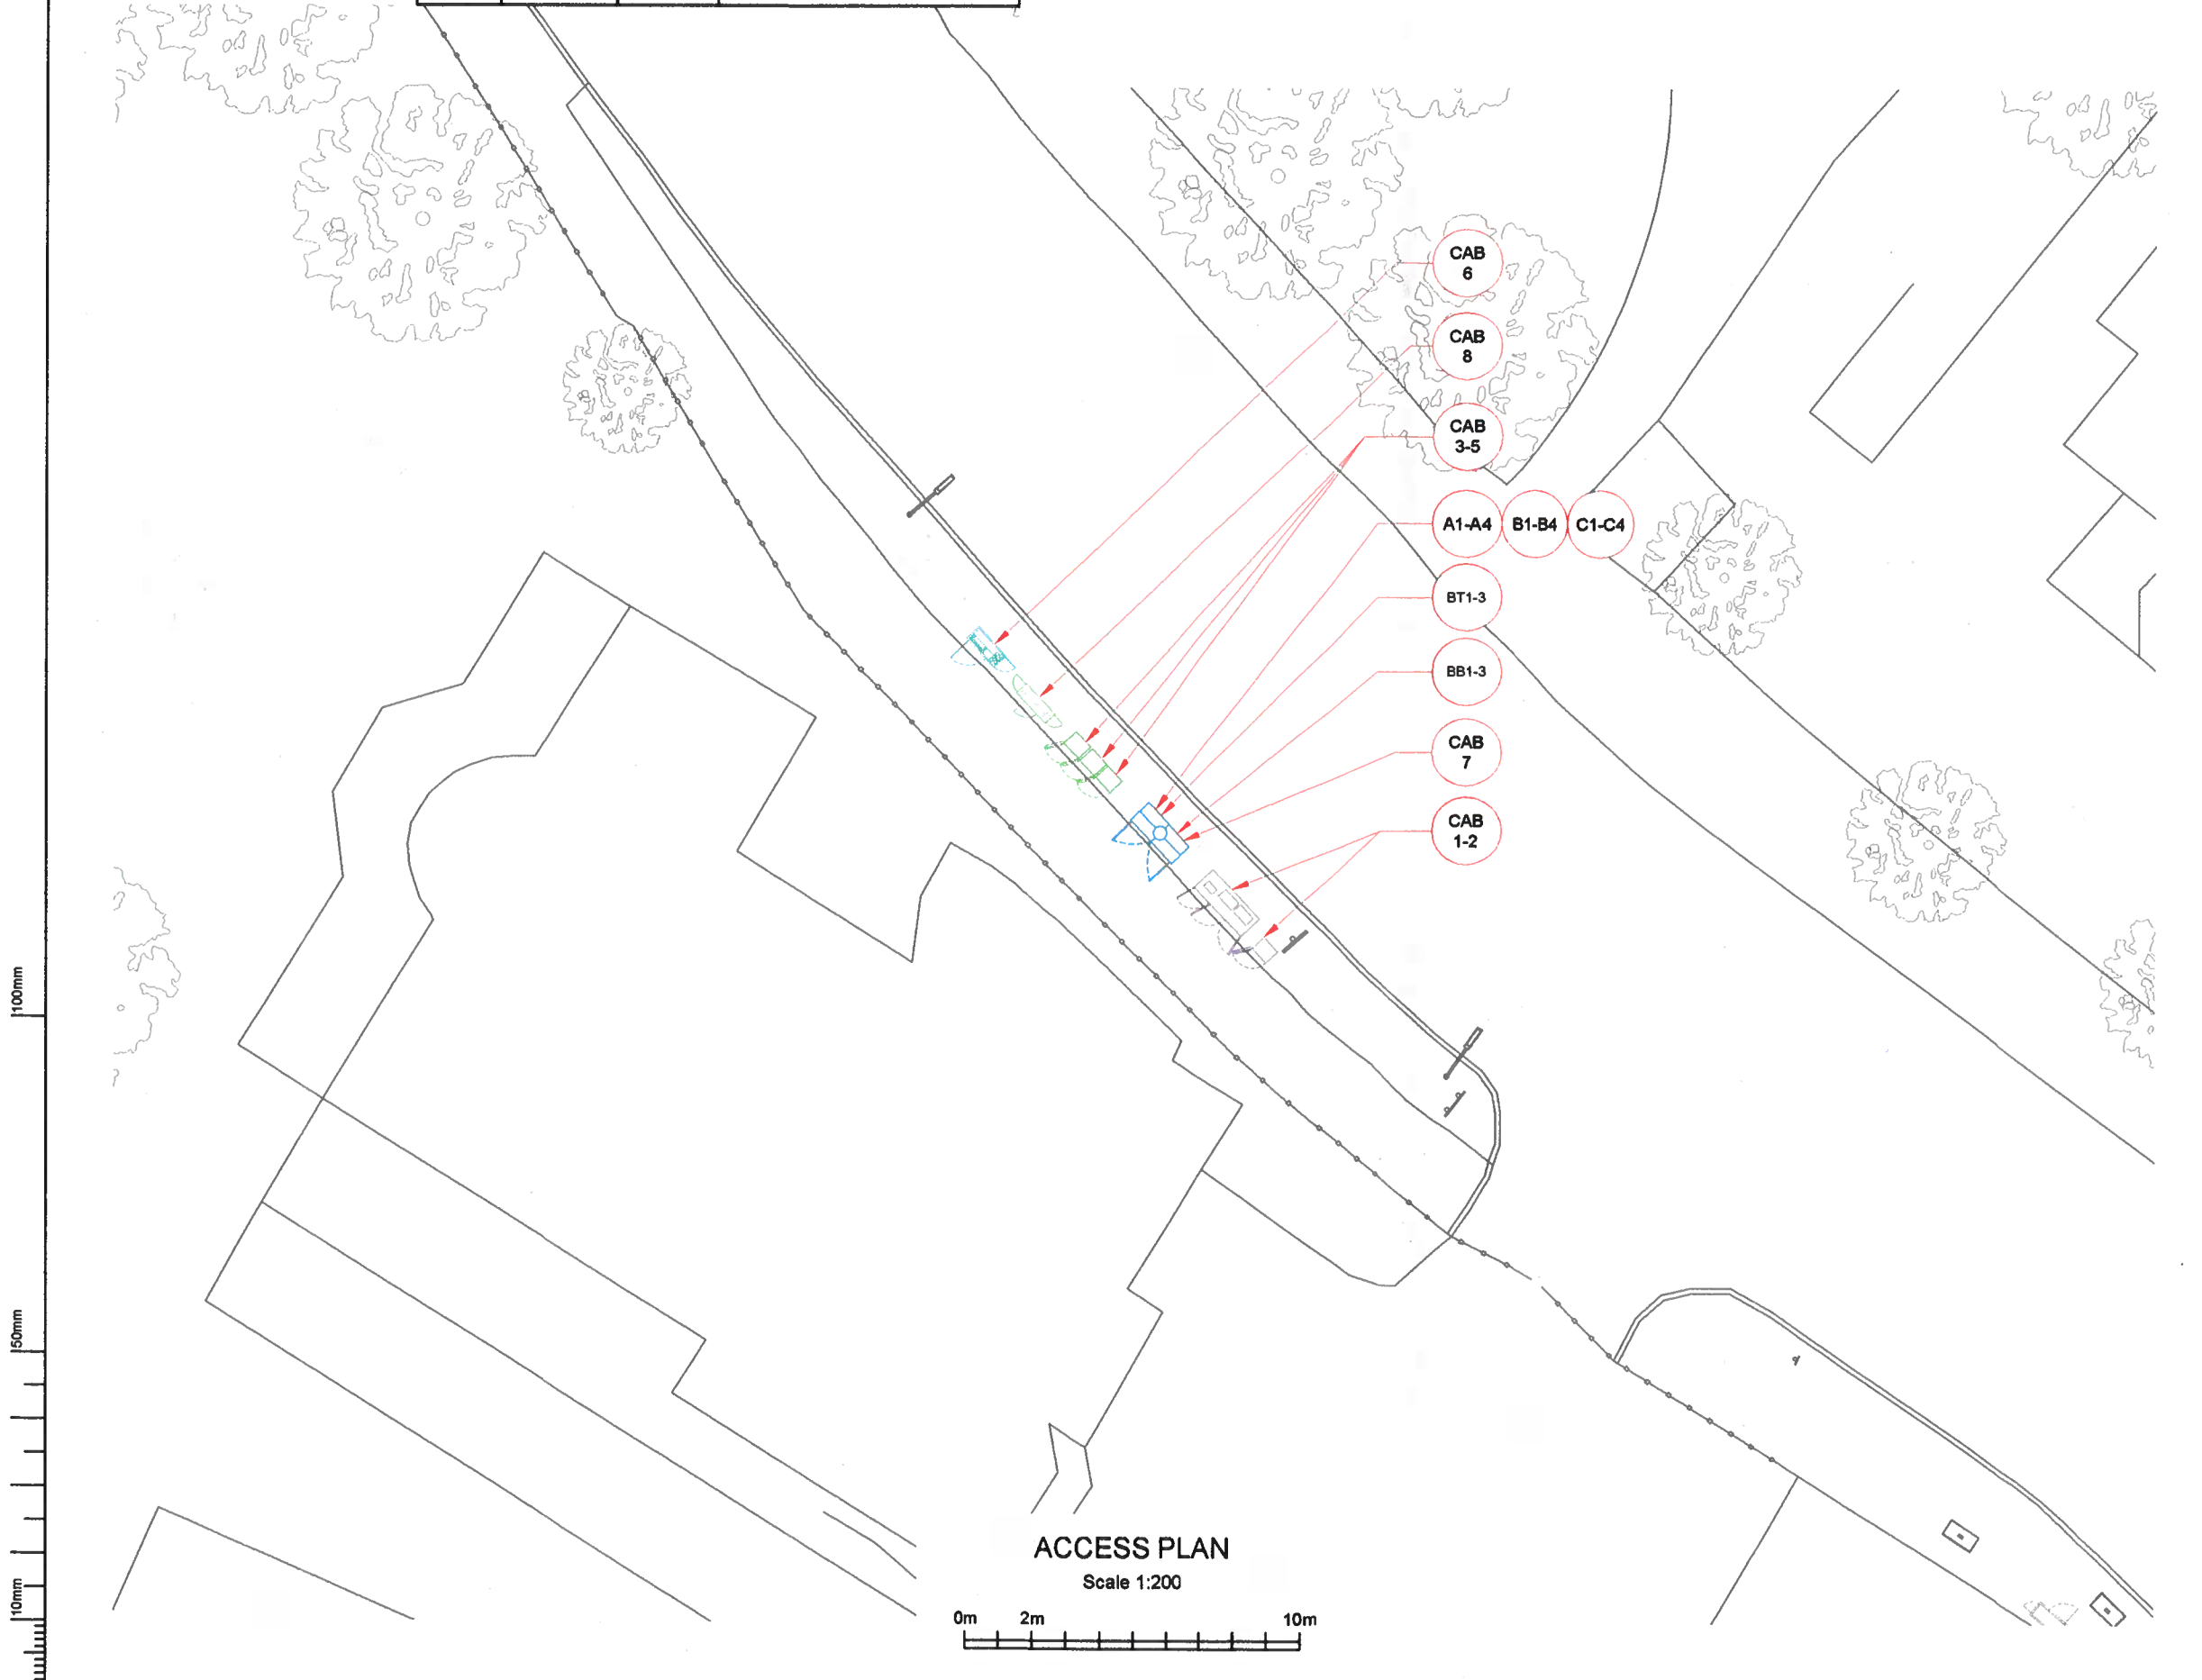 CAB
6
CAB
8
CAB
3-5
A1-A4 B1-B4 C1-C4
BT1-3
BB1-3
CAB
7
CAB
1-2
100mm
50mm
10mm
ACCESS PLAN
Scale 1:200
0m 2m 10m